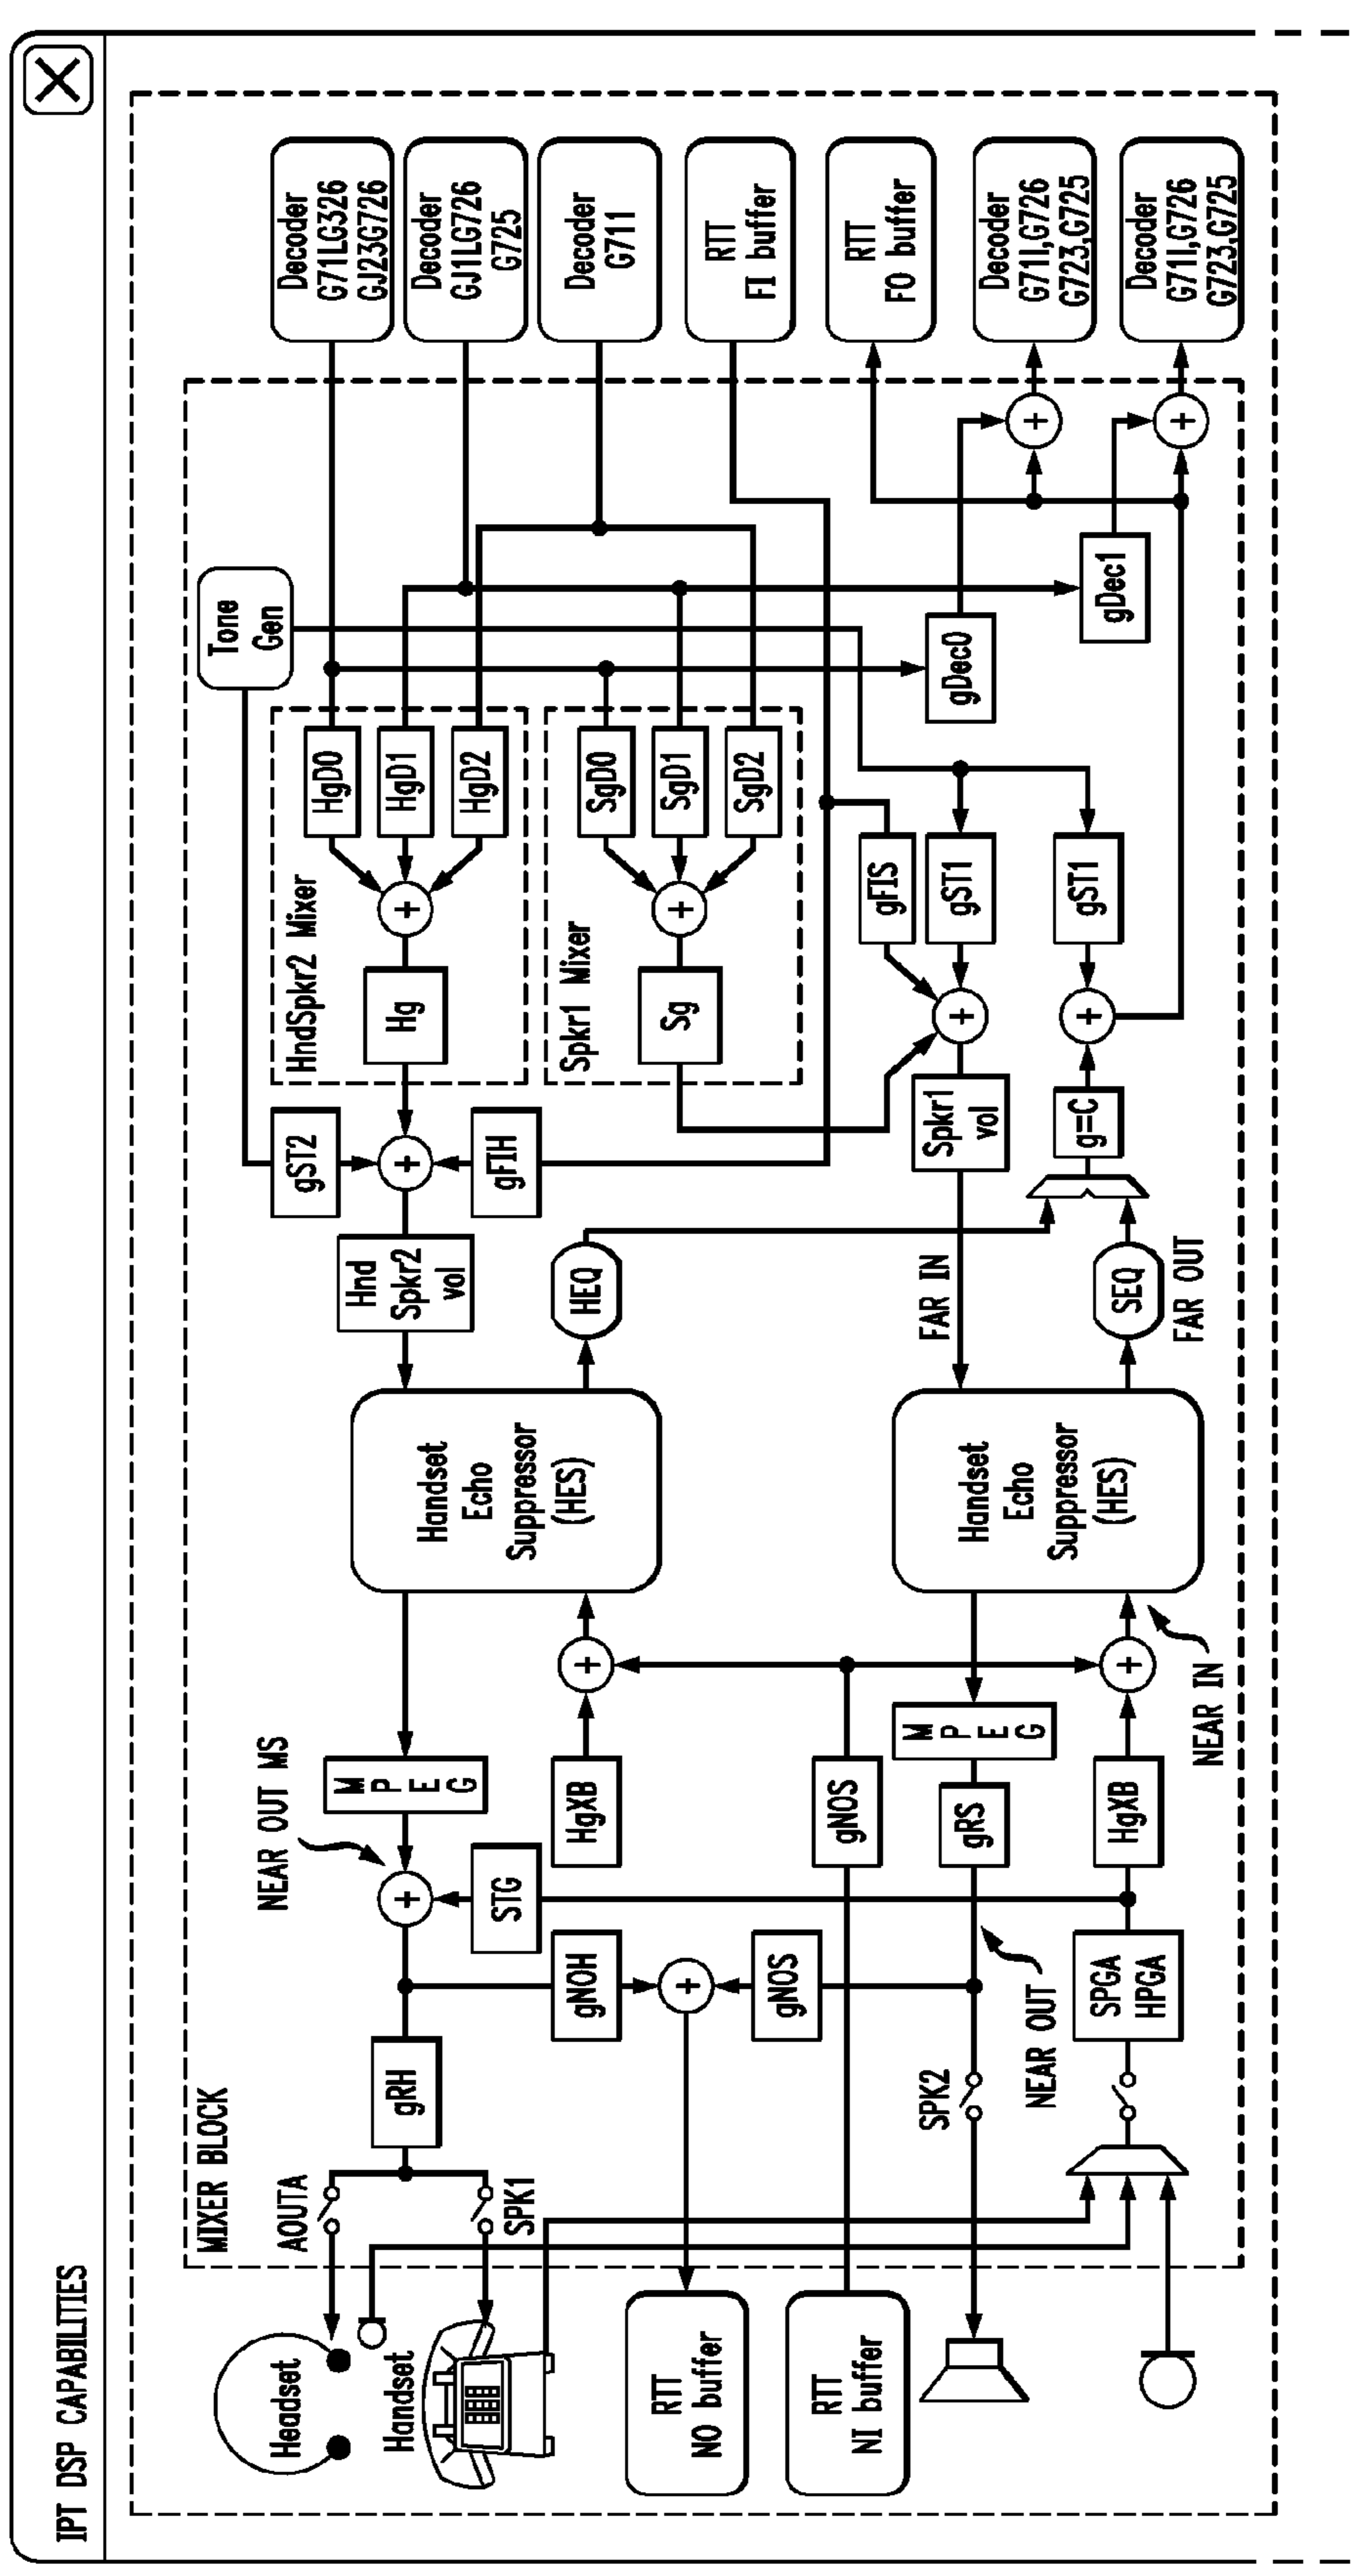 IPT DSP CAPABILITIES
MIXER BLOCK
Headset
Handset
AOUTA
SPK1
gRH
NEAR OUT MS
STG
M
P
E
G
Handset
Echo
Suppressor
(HES)
Hnd
Spkr2
vol
gST2
gFIH
HndSpkr2 Mixer
Hg
HgD0
HgD1
HgD2
Tone
Gen
Decoder
G71LG326
GJ23G726
Decoder
GJ1LG726
G725
Decoder
G711
RTT
FI buffer
RTT
FO buffer
Decoder
G711,G726
G723,G725
Decoder
G711,G726
G723,G725
Spkr1 Mixer
Sg
SgD0
SgD1
SgD2
HEQ
HgXB
gNOH
gNOS
RTT
NO buffer
RTT
NI buffer
gNOS
gFIS
gST1
gST1
gDec0
gDec1
Spkr1
vol
g=C
FAR IN
SEQ
FAR OUT
Handset
Echo
Suppressor
(HES)
M
P
E
G
gRS
HgXB
NEAR IN
NEAR OUT
SPK2
SPGA
HPGA